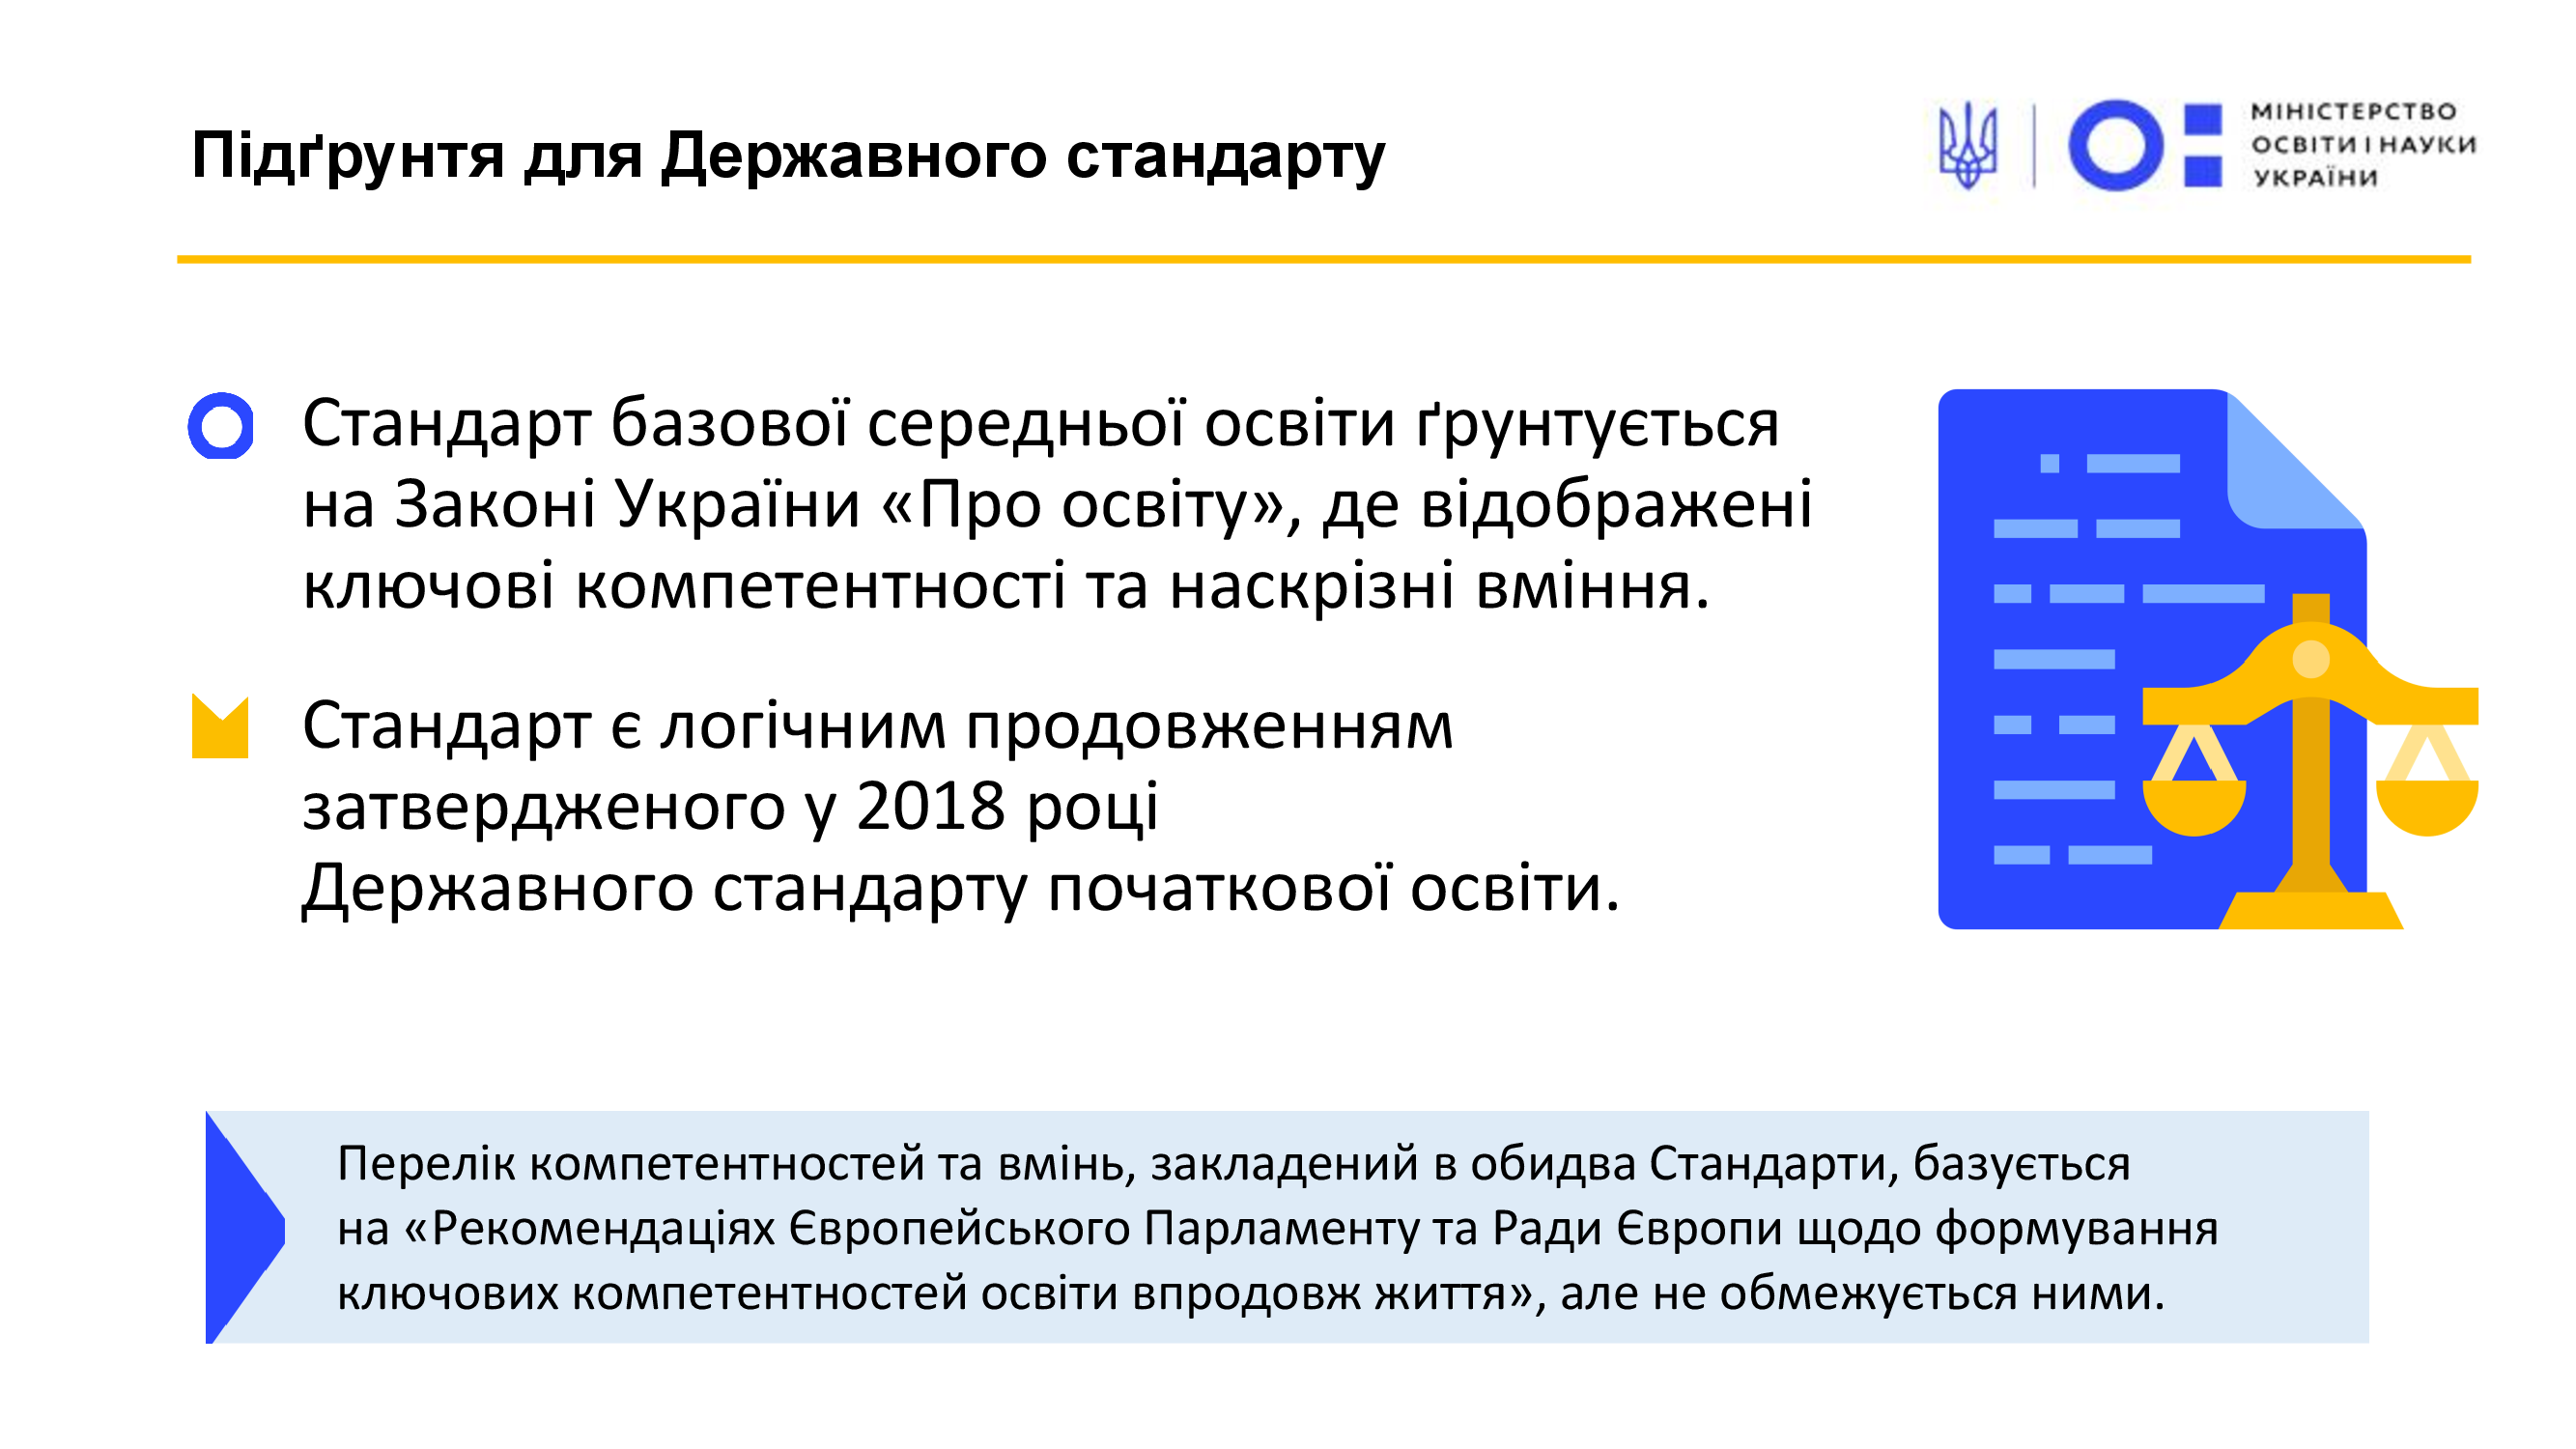 Підґрунтя для Державного стандарту
МІНІСТЕРСТВО
ОСВІТИ І НАУКИ
УКРАЇНИ
Стандарт базової середньої освіти ґрунтується
на Законі України «Про освіту», де відображені
ключові компетентності та наскрізні вміння.
Стандарт є логічним продовженням
затвердженого у 2018 році
Державного стандарту початкової освіти.
Перелік компетентностей та вмінь, закладений в обидва Стандарти, базується
на «Рекомендаціях Європейського Парламенту та Ради Європи щодо формування
ключових компетентностей освіти впродовж життя», але не обмежується ними.